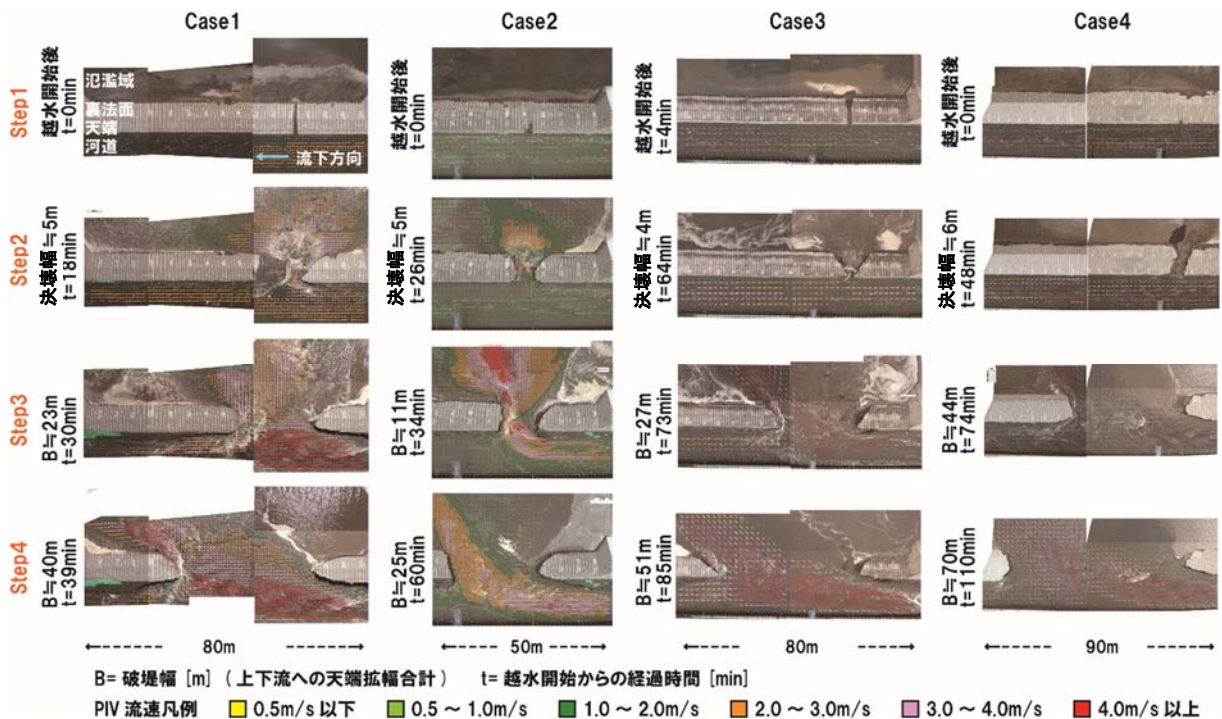 Case1 Case2 Case3 Case4
Step1
越水開始後
t=0min
氾濫域
裏法面
天端
河道
流下方向
越水開始後
t=0min
越水開始後
t=4min
越水開始後
t=0min
Step2
決壊幅≒5m
t=18min
決壊幅≒5m
t=26min
決壊幅≒4m
t=64min
決壊幅≒6m
t=48min
Step3
B≒23m
t=30min
B≒11m
t=34min
B≒27m
t=73min
B≒44m
t=74min
Step4
B≒40m
t=39min
B≒25m
t=60min
B≒51m
t=85min
B≒70m
t=110min
80m 50m 80m 90m
B= 破堤幅 [m] (上下流への天端拡幅合計) t= 越水開始からの経過時間 [min]
PIV 流速凡例 0.5m/s 以下 0.5 ～ 1.0m/s 1.0 ～ 2.0m/s 2.0 ～ 3.0m/s 3.0 ～ 4.0m/s 4.0m/s 以上